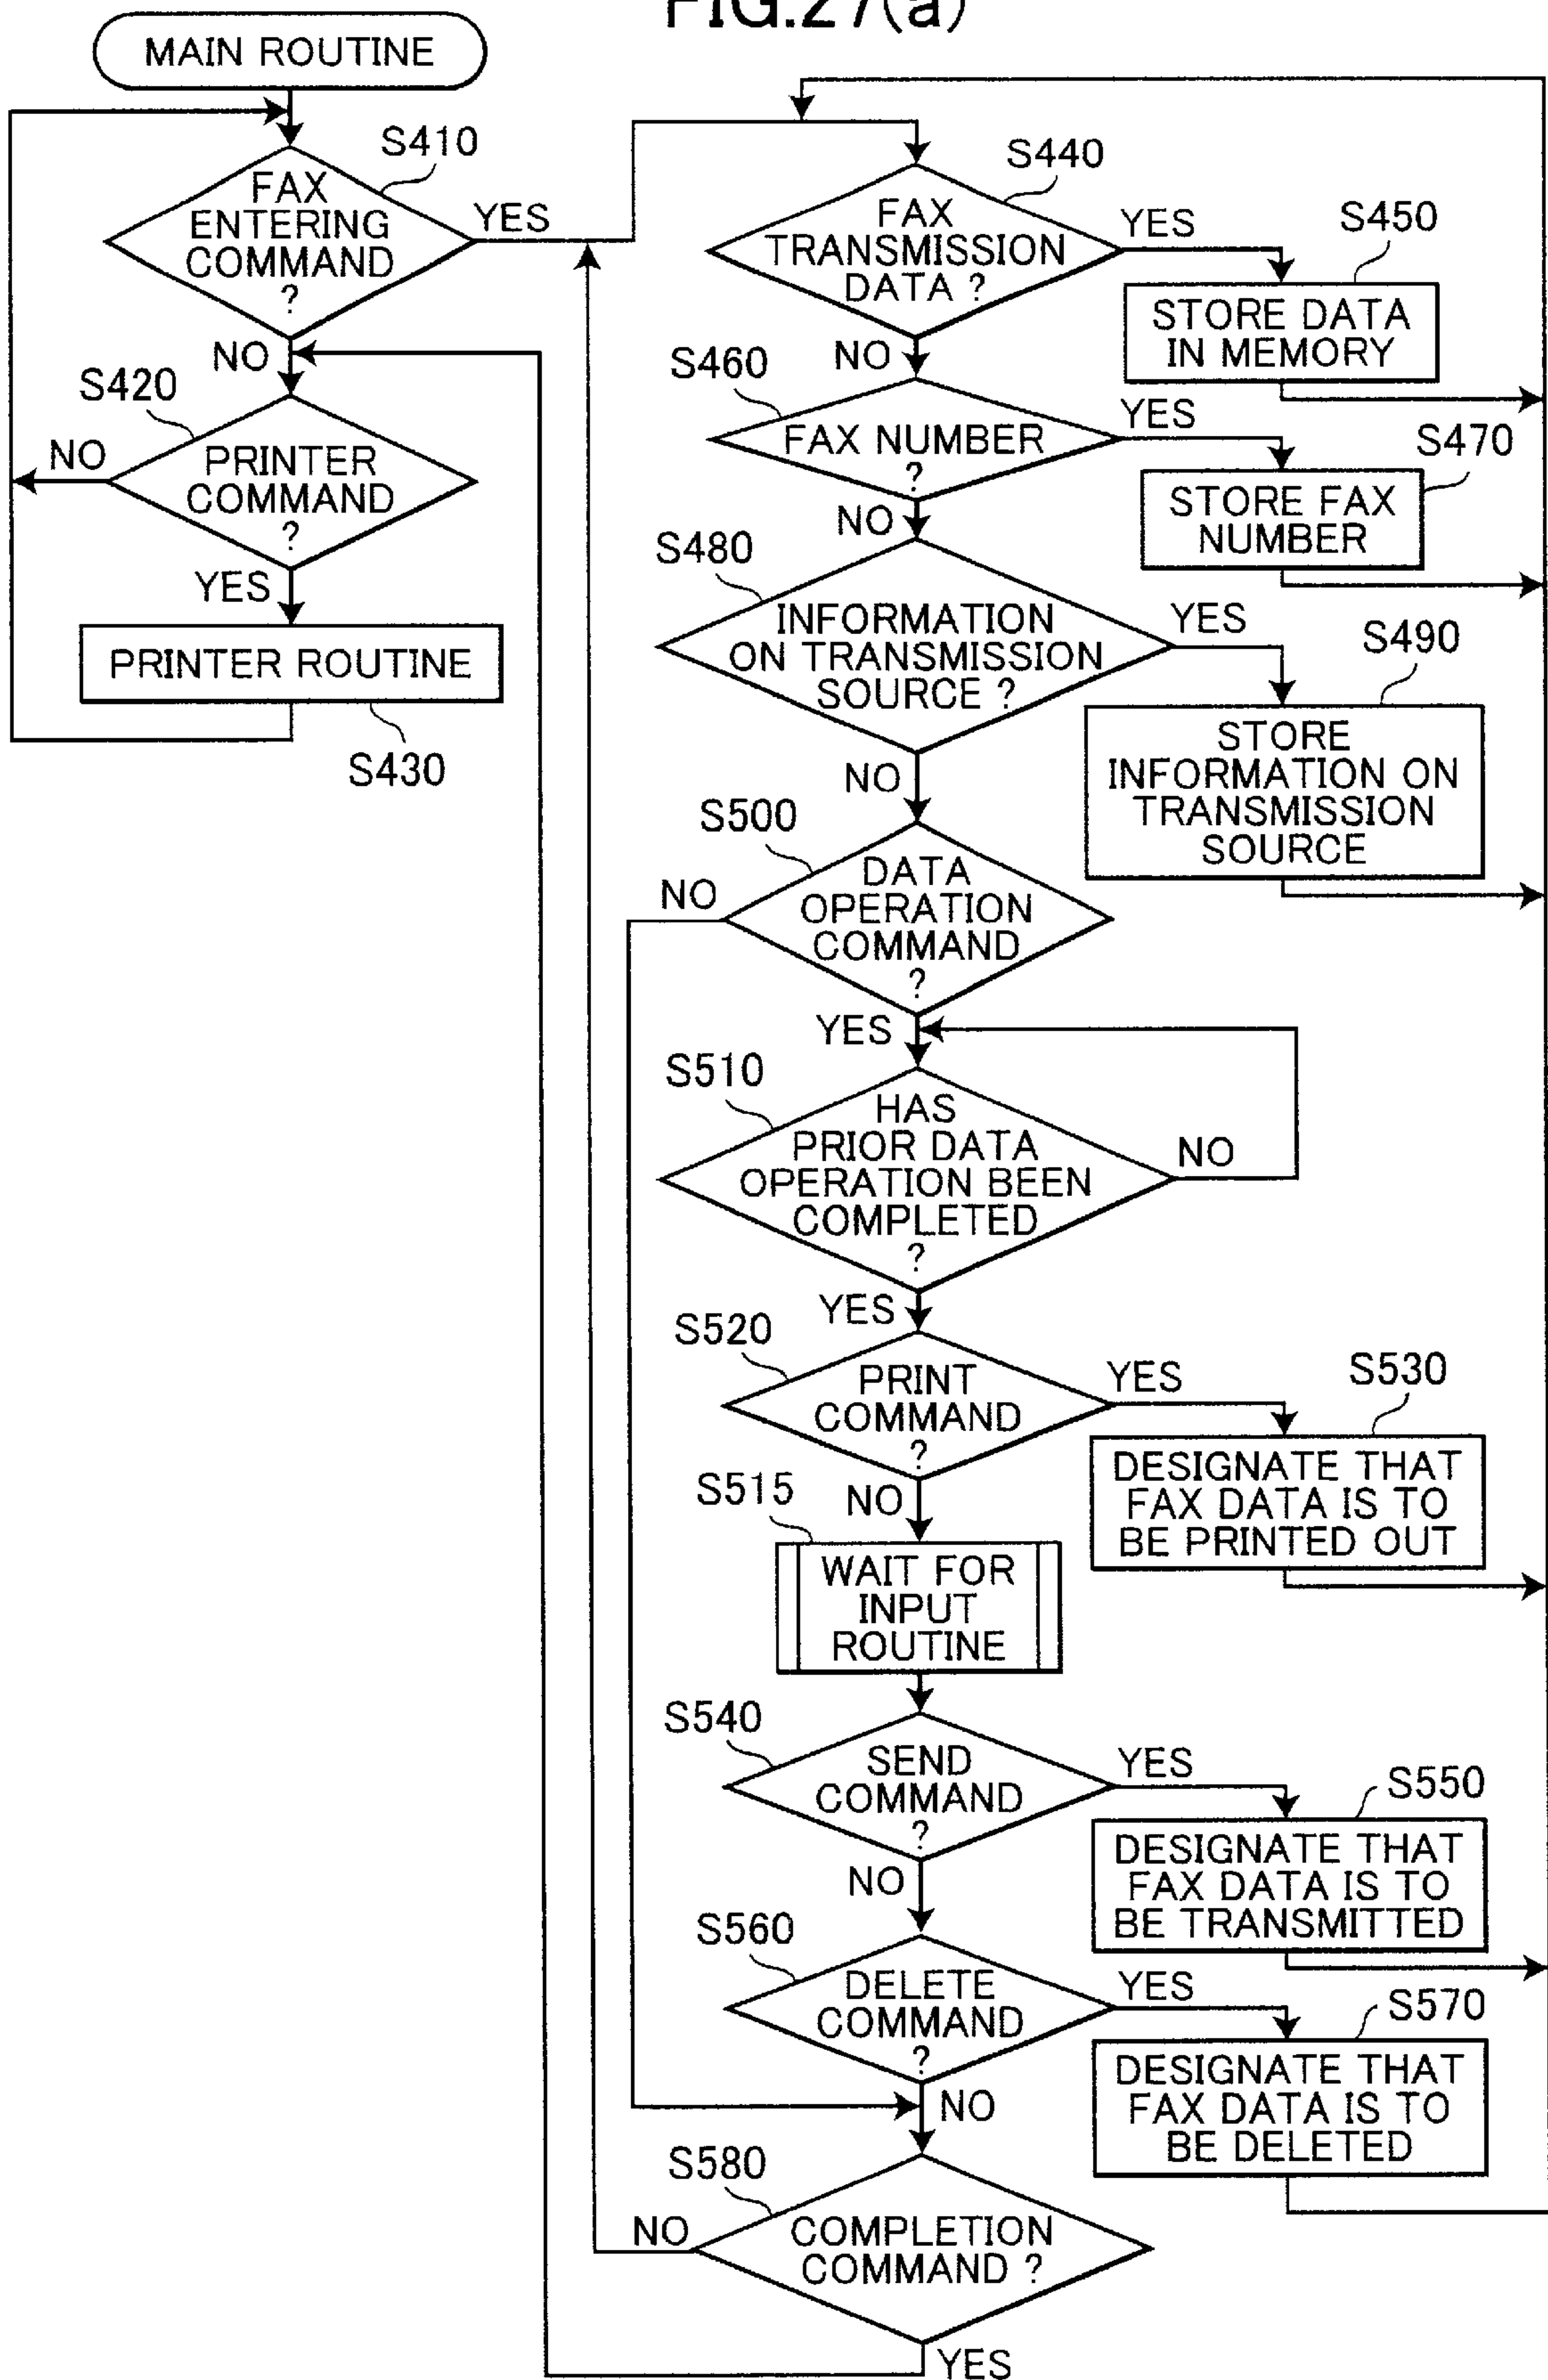 FIG.27(a)
MAIN ROUTINE
S410
FAX
ENTERING
COMMAND
?
YES
NO
S420
PRINTER
COMMAND
?
NO
YES
PRINTER ROUTINE
S430
S440
FAX
TRANSMISSION
DATA ?
YES
S450
STORE DATA
IN MEMORY
NO
S460
FAX NUMBER
?
YES
S470
STORE FAX
NUMBER
NO
S480
INFORMATION
ON TRANSMISSION
SOURCE ?
YES
S490
STORE
INFORMATION ON
TRANSMISSION
SOURCE
NO
S500
DATA
OPERATION
COMMAND
?
NO
YES
S510
HAS
PRIOR DATA
OPERATION BEEN
COMPLETED
?
NO
YES
S520
PRINT
COMMAND
?
YES
S530
DESIGNATE THAT
FAX DATA IS TO
BE PRINTED OUT
NO
S515
WAIT FOR
INPUT
ROUTINE
S540
SEND
COMMAND
?
YES
S550
DESIGNATE THAT
FAX DATA IS TO
BE TRANSMITTED
NO
S560
DELETE
COMMAND
?
YES
S570
DESIGNATE THAT
FAX DATA IS TO
BE DELETED
NO
S580
COMPLETION
COMMAND ?
NO
YES